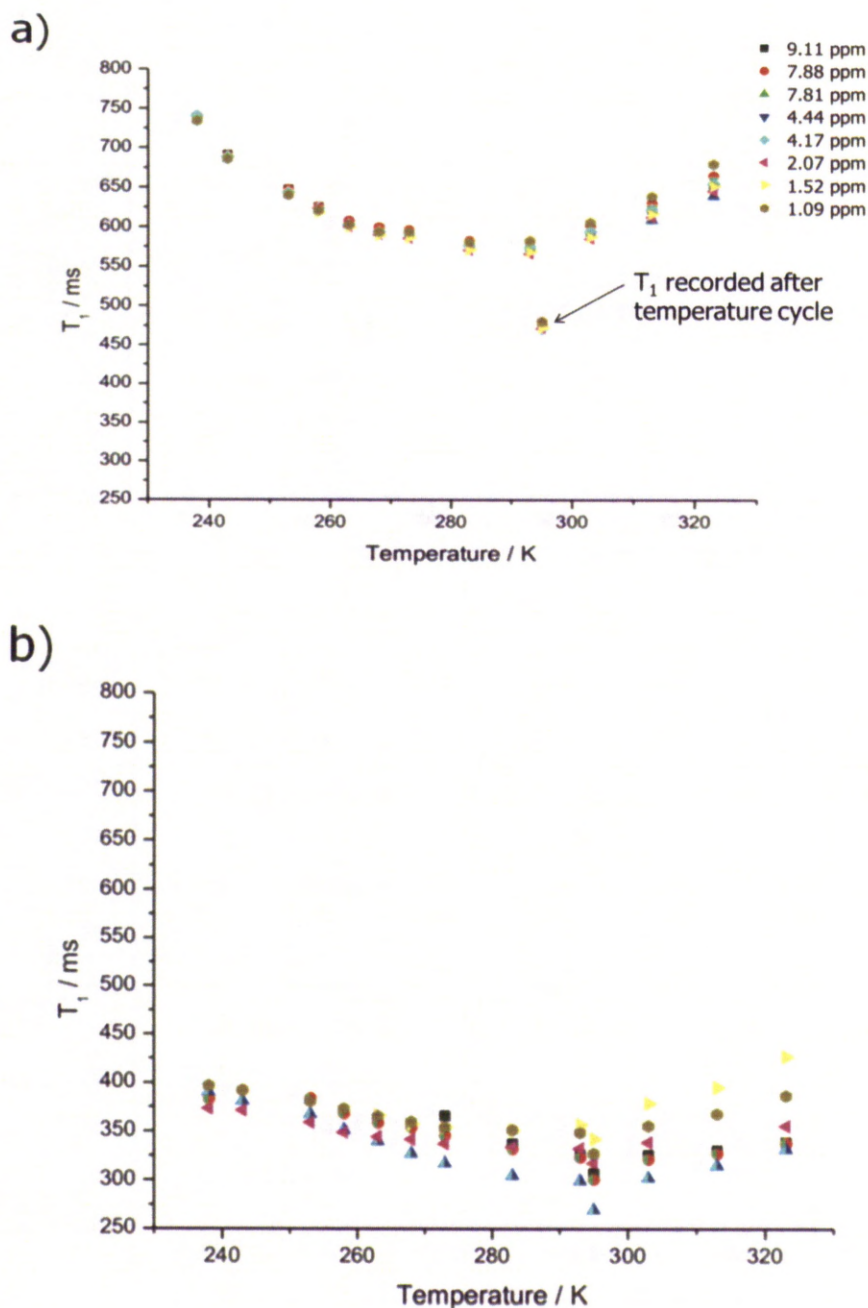 a)
9.11 ppm
7.88 ppm
7.81 ppm
4.44 ppm
4.17 ppm
2.07 ppm
1.52 ppm
1.09 ppm
800
750
700
650
600
550
500
450
400
350
300
250
T₁ / ms
T₁ recorded after
temperature cycle
240 260 280 300 320
Temperature / K
b)
800
750
700
650
600
550
500
450
400
350
300
250
T₁ / ms
240 260 280 300 320
Temperature / K